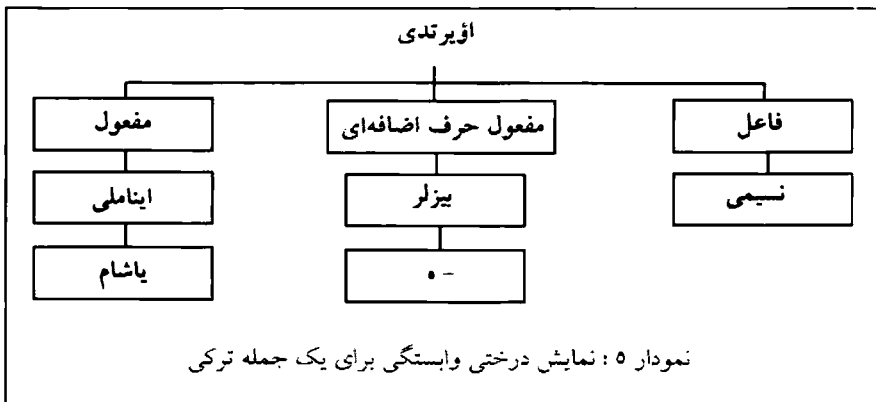 اؤیرتدی
فاعل
مفعول حرف اضافه‌ای
مفعول
نسیمی
بیزلر
ایناملی
- ه
یاشام
نمودار ٥ : نمایش درختی وابستگی برای یک جمله ترکی